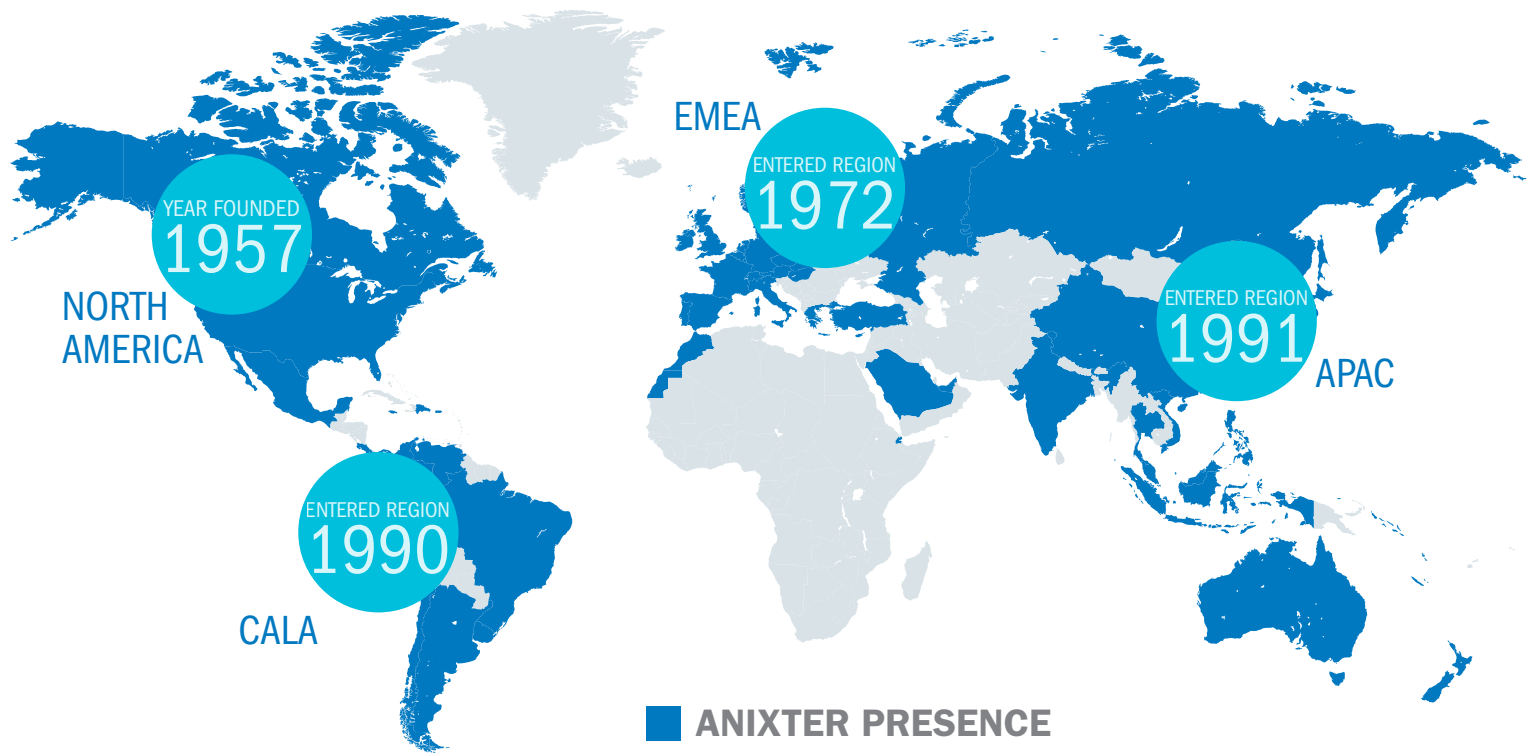 EMEA
ENTERED REGION
1972
YEAR FOUNDED
1957
NORTH
AMERICA
ENTERED REGION
1991
APAC
ENTERED REGION
1990
CALA
ANIXTER PRESENCE